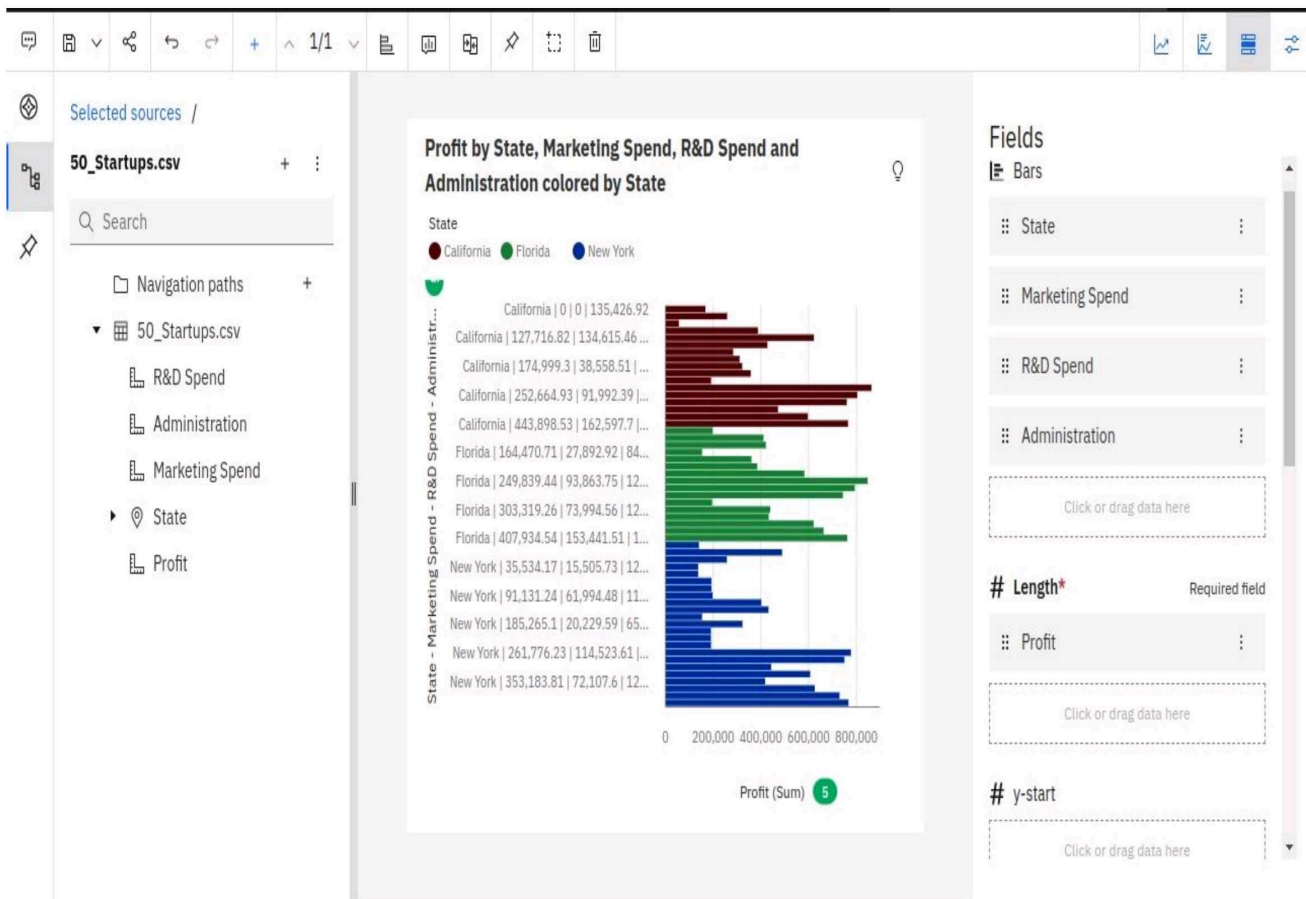 1/1
Selected sources /
50_Startups.csv
Search
Navigation paths
50_Startups.csv
R&D Spend
Administration
Marketing Spend
State
Profit
Profit by State, Marketing Spend, R&D Spend and
Administration colored by State
State
California Florida New York
State - Marketing Spend - R&D Spend - Administr...
California | 0 | 0 | 135,426.92
California | 127,716.82 | 134,615.46 ...
California | 174,999.3 | 38,558.51 | ...
California | 252,664.93 | 91,992.39 |...
California | 443,898.53 | 162,597.7 |...
Florida | 164,470.71 | 27,892.92 | 84...
Florida | 249,839.44 | 93,863.75 | 12...
Florida | 303,319.26 | 73,994.56 | 12...
Florida | 407,934.54 | 153,441.51 | 1...
New York | 35,534.17 | 15,505.73 | 12...
New York | 91,131.24 | 61,994.48 | 11...
New York | 185,265.1 | 20,229.59 | 65...
New York | 261,776.23 | 114,523.61 |...
New York | 353,183.81 | 72,107.6 | 12...
0 200,000 400,000 600,000 800,000
Profit (Sum) 5
Fields
Bars
State
Marketing Spend
R&D Spend
Administration
Click or drag data here
# Length* Required field
Profit
Click or drag data here
# y-start
Click or drag data here